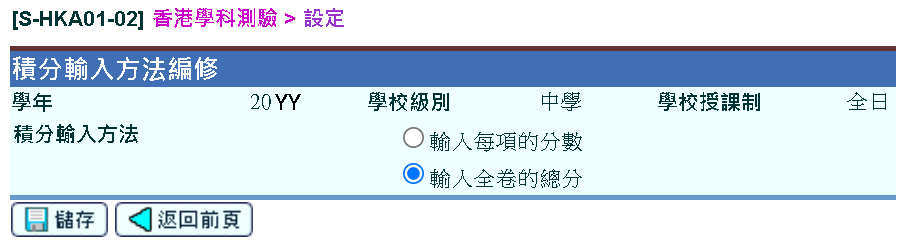 [S-HKA01-02] 香港學科測驗 > 設定
積分輸入方法編修
學年 20YY 學校級別 中學 學校授課制 全日
積分輸入方法 輸入每項的分數
輸入全卷的總分
儲存 返回前頁